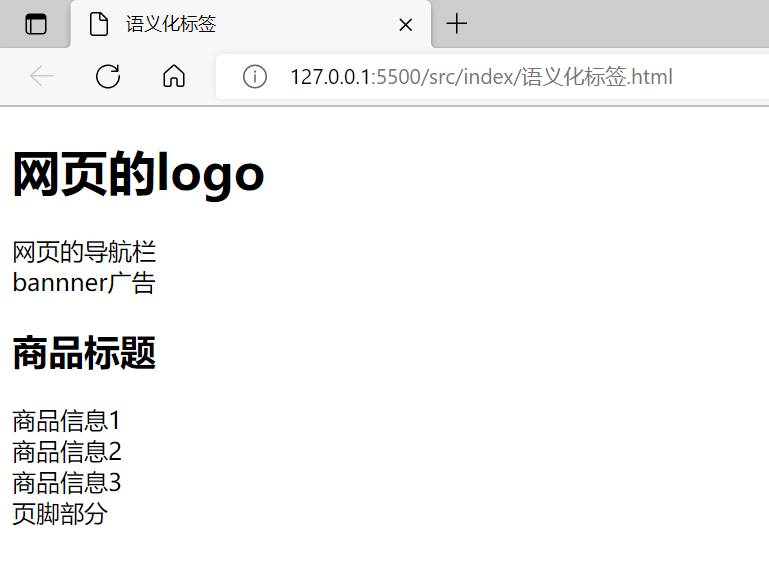 语义化标签
127.0.0.1:5500/src/index/语义化标签.html
网页的logo
网页的导航栏
bannner广告
商品标题
商品信息1
商品信息2
商品信息3
页脚部分